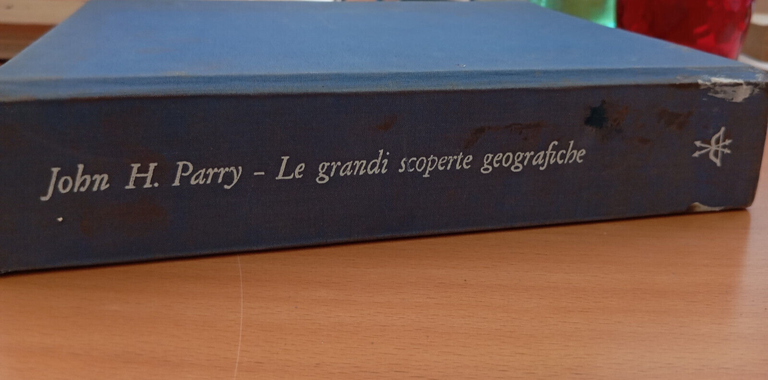 John H. Parry – Le grandi scoperte geografiche